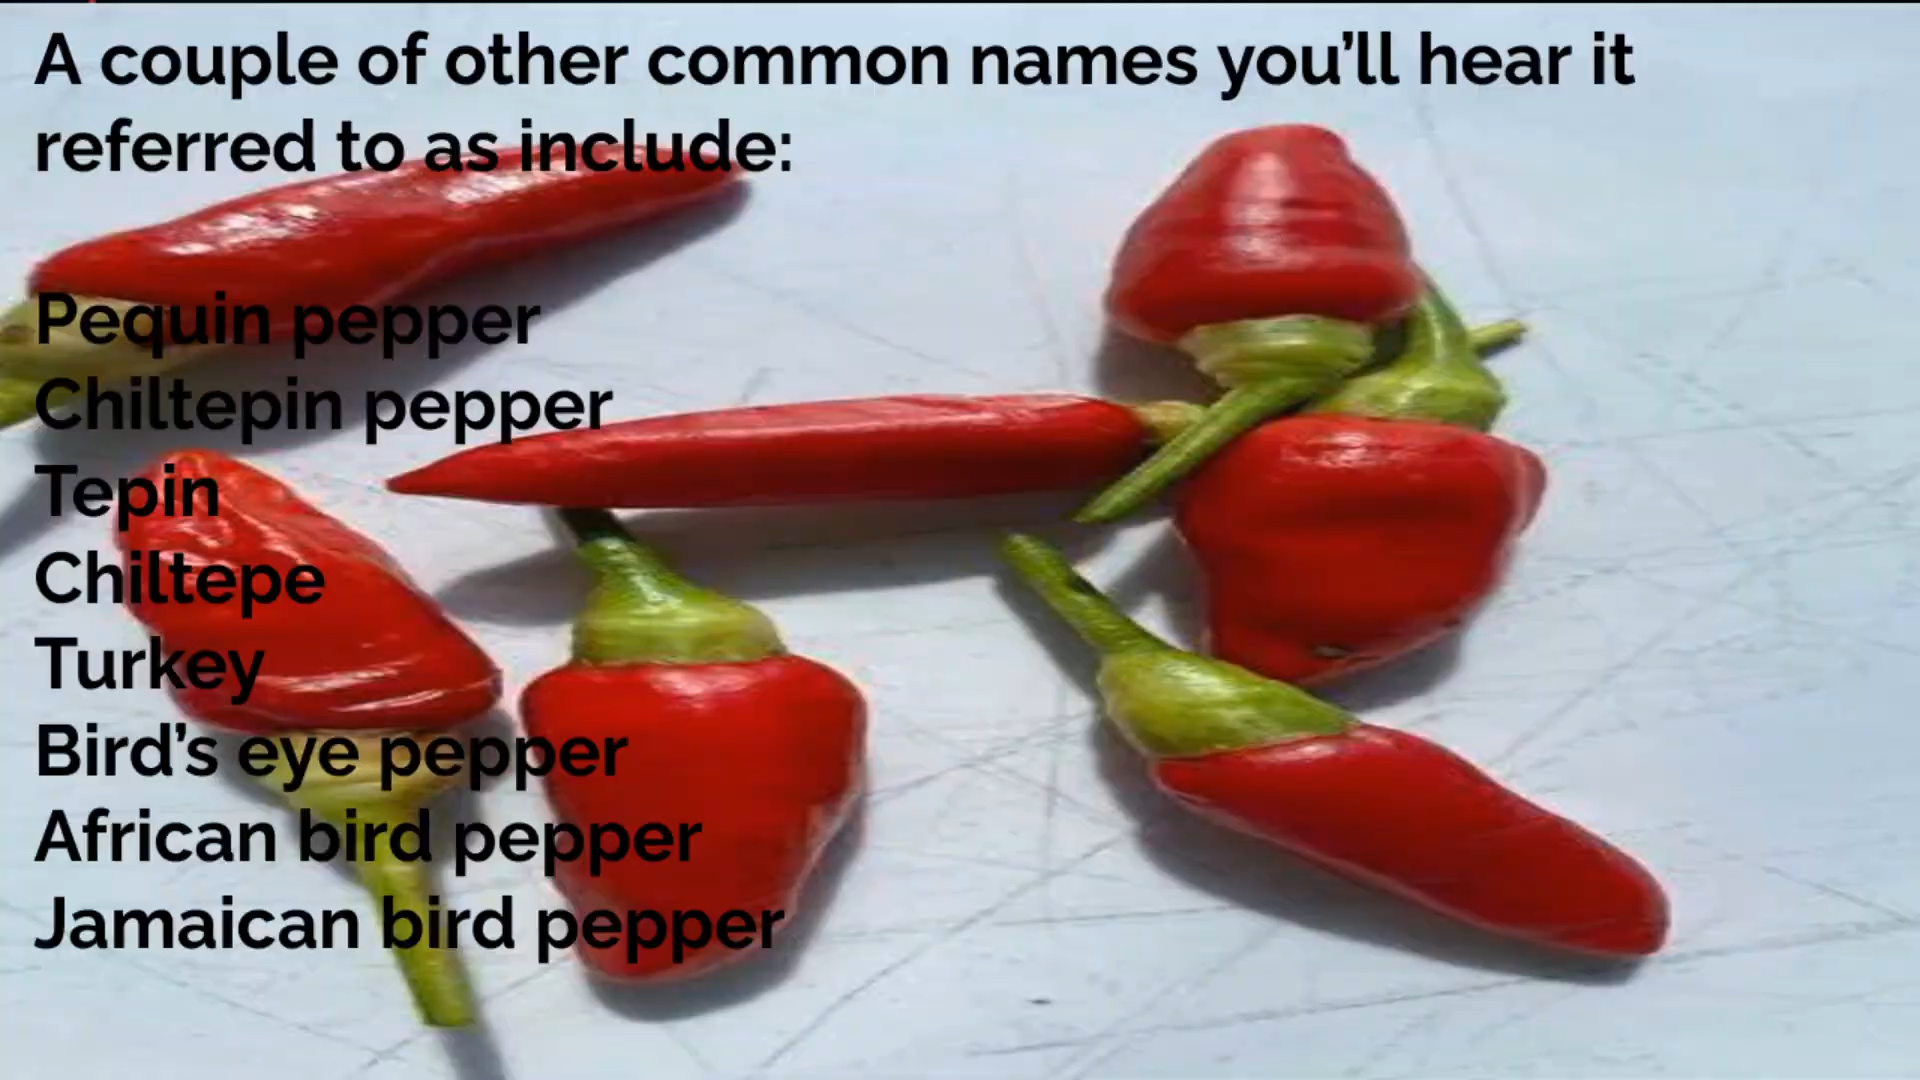 A couple of other common names you’ll hear it
referred to as include:
Pequin pepper
Chiltepin pepper
Tepin
Chiltepe
Turkey
Bird’s eye pepper
African bird pepper
Jamaican bird pepper